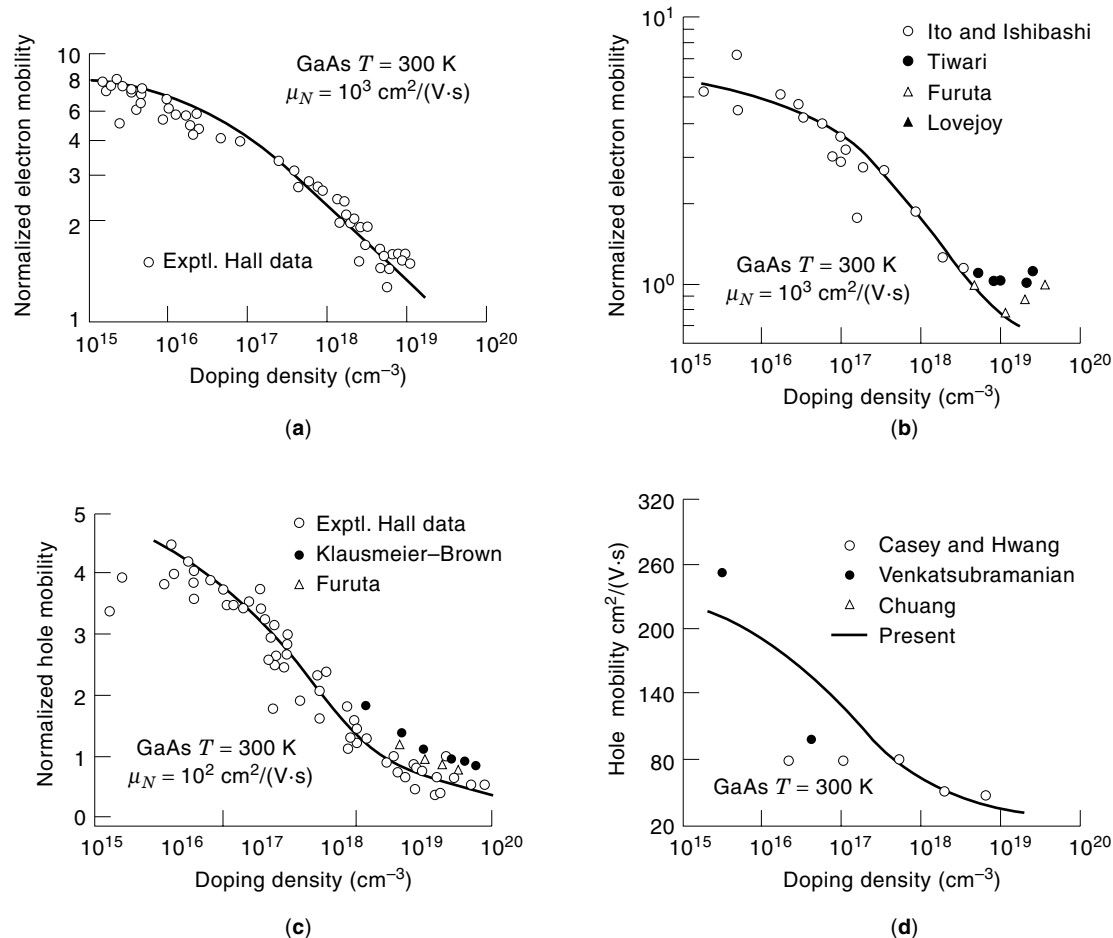 10
8
6
4
3
2
1
Normalized electron mobility
GaAs T = 300 K
μN = 10³ cm²/(V·s)
Exptl. Hall data
10¹⁵ 10¹⁶ 10¹⁷ 10¹⁸ 10¹⁹ 10²⁰
Doping density (cm⁻³)
(a)
10¹
10⁰
Normalized electron mobility
Ito and Ishibashi
Tiwari
Furuta
Lovejoy
GaAs T = 300 K
μN = 10³ cm²/(V·s)
10¹⁵ 10¹⁶ 10¹⁷ 10¹⁸ 10¹⁹ 10²⁰
Doping density (cm⁻³)
(b)
5
4
3
2
1
0
Normalized hole mobility
Exptl. Hall data
Klausmeier–Brown
Furuta
GaAs T = 300 K
μN = 10² cm²/(V·s)
10¹⁵ 10¹⁶ 10¹⁷ 10¹⁸ 10¹⁹ 10²⁰
Doping density (cm⁻³)
(c)
320
260
200
140
80
20
Hole mobility cm²/(V·s)
Casey and Hwang
Venkatsubramanian
Chuang
Present
GaAs T = 300 K
10¹⁵ 10¹⁶ 10¹⁷ 10¹⁸ 10¹⁹ 10²⁰
Doping density (cm⁻³)
(d)